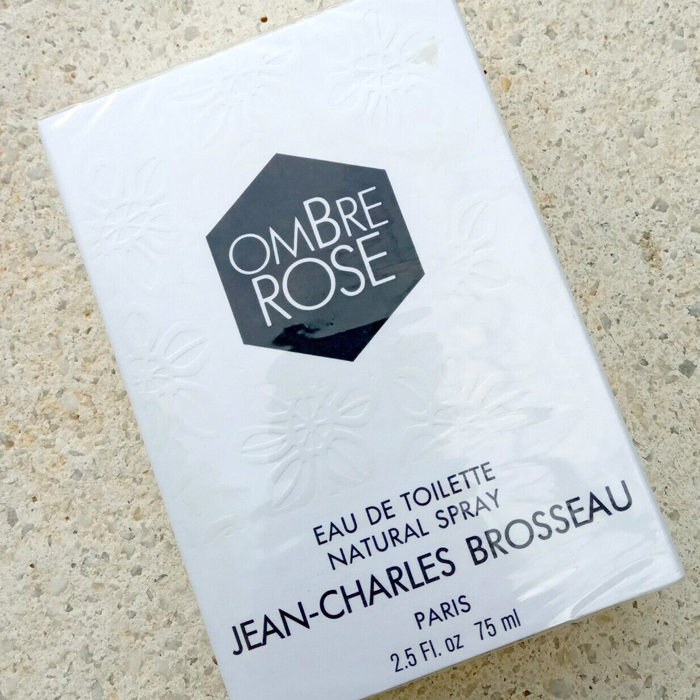 OMBRE
ROSE
EAU DE TOILETTE
NATURAL SPRAY
JEAN-CHARLES BROSSEAU
PARIS
2.5 Fl. oz 75 ml